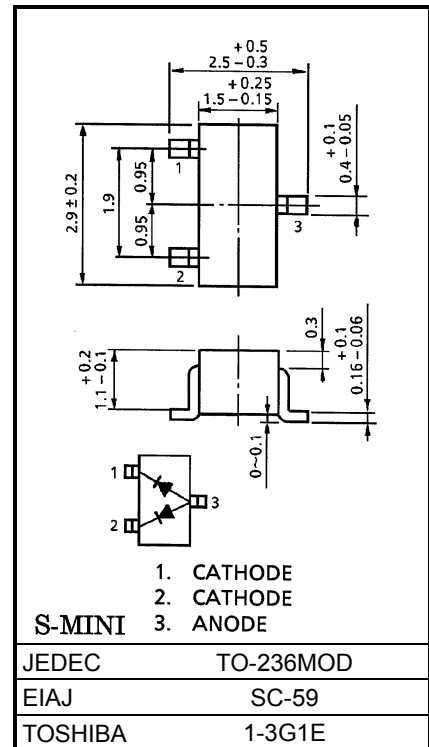 + 0.5
2.5 – 0.3
+ 0.25
1.5 – 0.15
2.9 ± 0.2
1.9
0.95
0.95
1
2
3
+ 0.1
0.4 – 0.05
+ 0.2
1.1 – 0.1
0.3
+ 0.1
0.16 – 0.06
0~0.1
1
2
3
1. CATHODE
2. CATHODE
S-MINI 3. ANODE
JEDEC TO-236MOD
EIAJ SC-59
TOSHIBA 1-3G1E